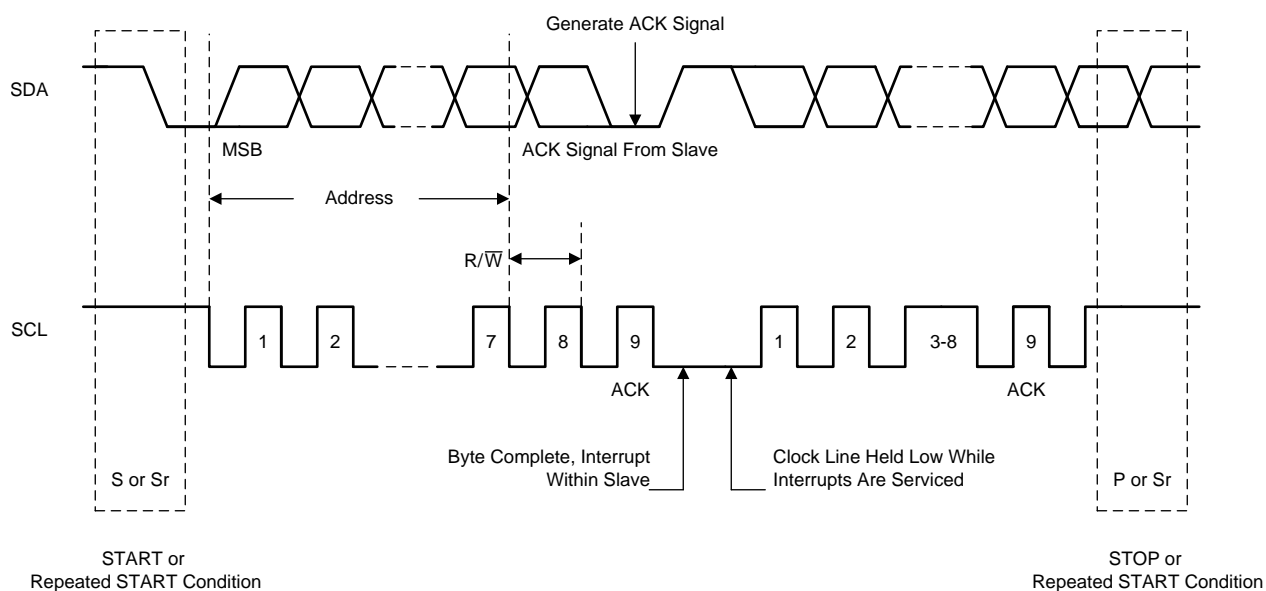 Generate ACK Signal
SDA
MSB
ACK Signal From Slave
Address
R/W̅
SCL
1
2
7
8
9
1
2
3-8
9
ACK
ACK
Byte Complete, Interrupt
Within Slave
Clock Line Held Low While
Interrupts Are Serviced
S or Sr
P or Sr
START or
Repeated START Condition
STOP or
Repeated START Condition